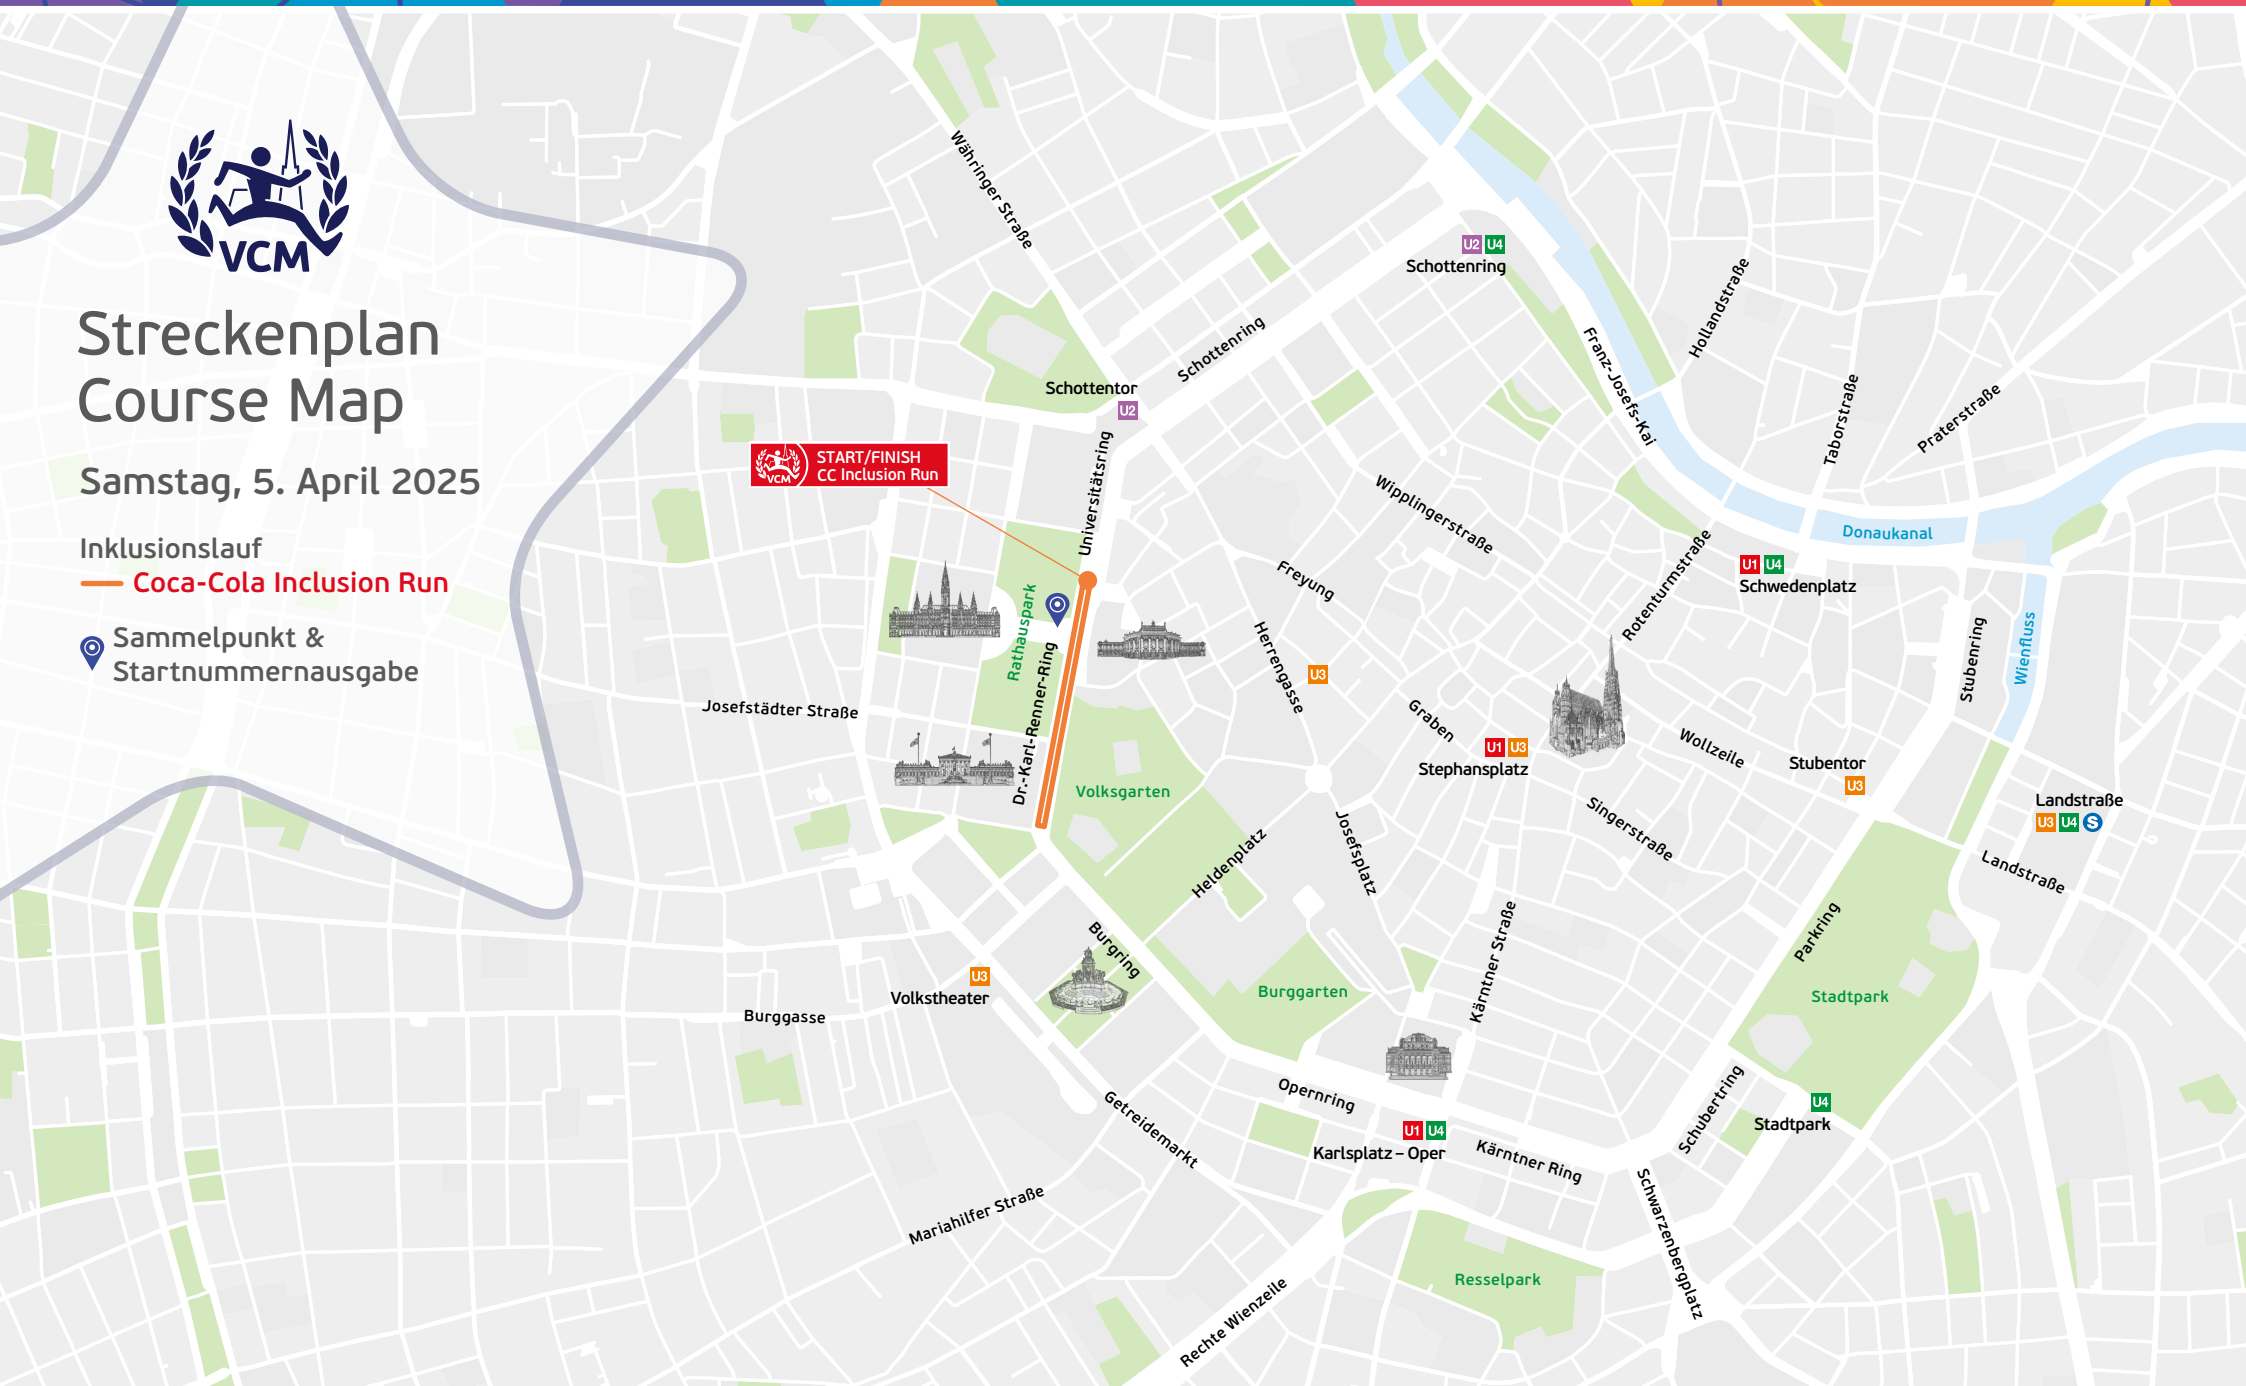 VCM
Streckenplan
Course Map
Samstag, 5. April 2025
Inklusionslauf
Coca-Cola Inclusion Run
Sammelpunkt &
Startnummernausgabe
Währinger Straße
U2 U4
Schottenring
Schottenring
Franz-Josefs-Kai
Hollandstraße
Taborstraße
Praterstraße
Schottentor
U2
VCM
START/FINISH
CC Inclusion Run
Universitätsring
Wipplingerstraße
Donaukanal
U1 U4
Schwedenplatz
Rotenturmstraße
Freyung
Rathauspark
Herrengasse
U3
Stubenring
Wienfluss
Josefstädter Straße
Dr.-Karl-Renner-Ring
Graben
U1 U3
Stephansplatz
Wollzeile
Stubentor
U3
Volksgarten
Landstraße
U3 U4 S
Landstraße
Singerstraße
Josefsplatz
Heldenplatz
Burgring
Kärntner Straße
Parkring
U3
Volkstheater
Burggarten
Stadtpark
Burggasse
Opernring
Getreidemarkt
U1 U4
Karlsplatz – Oper
Kärntner Ring
Schubertring
U4
Stadtpark
Mariahilfer Straße
Schwarzenbergplatz
Resselpark
Rechte Wienzeile